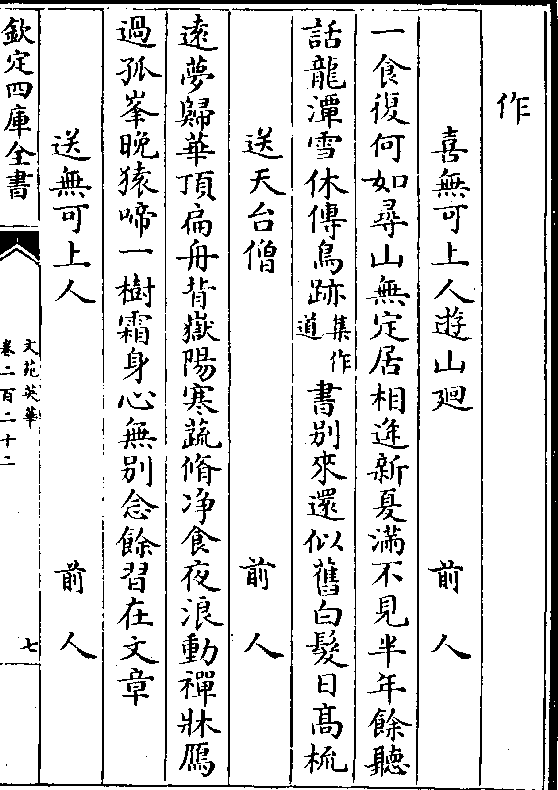 作
喜無可上人遊山廻 前人
一食復何如尋山無定居相逢新夏滿不見半年餘聽
話龍潭雪休傳鳥跡集作道書别來還似舊白髮日高梳
送天台僧 前人
遠夢歸華頂扁舟背嶽陽寒蔬脩浄食夜浪動禪牀鴈
過孤峯晚猿啼一樹霜身心無别念餘習在文章
送無可上人 前人
欽定四庫全書
文苑英華
卷二百二十二
七